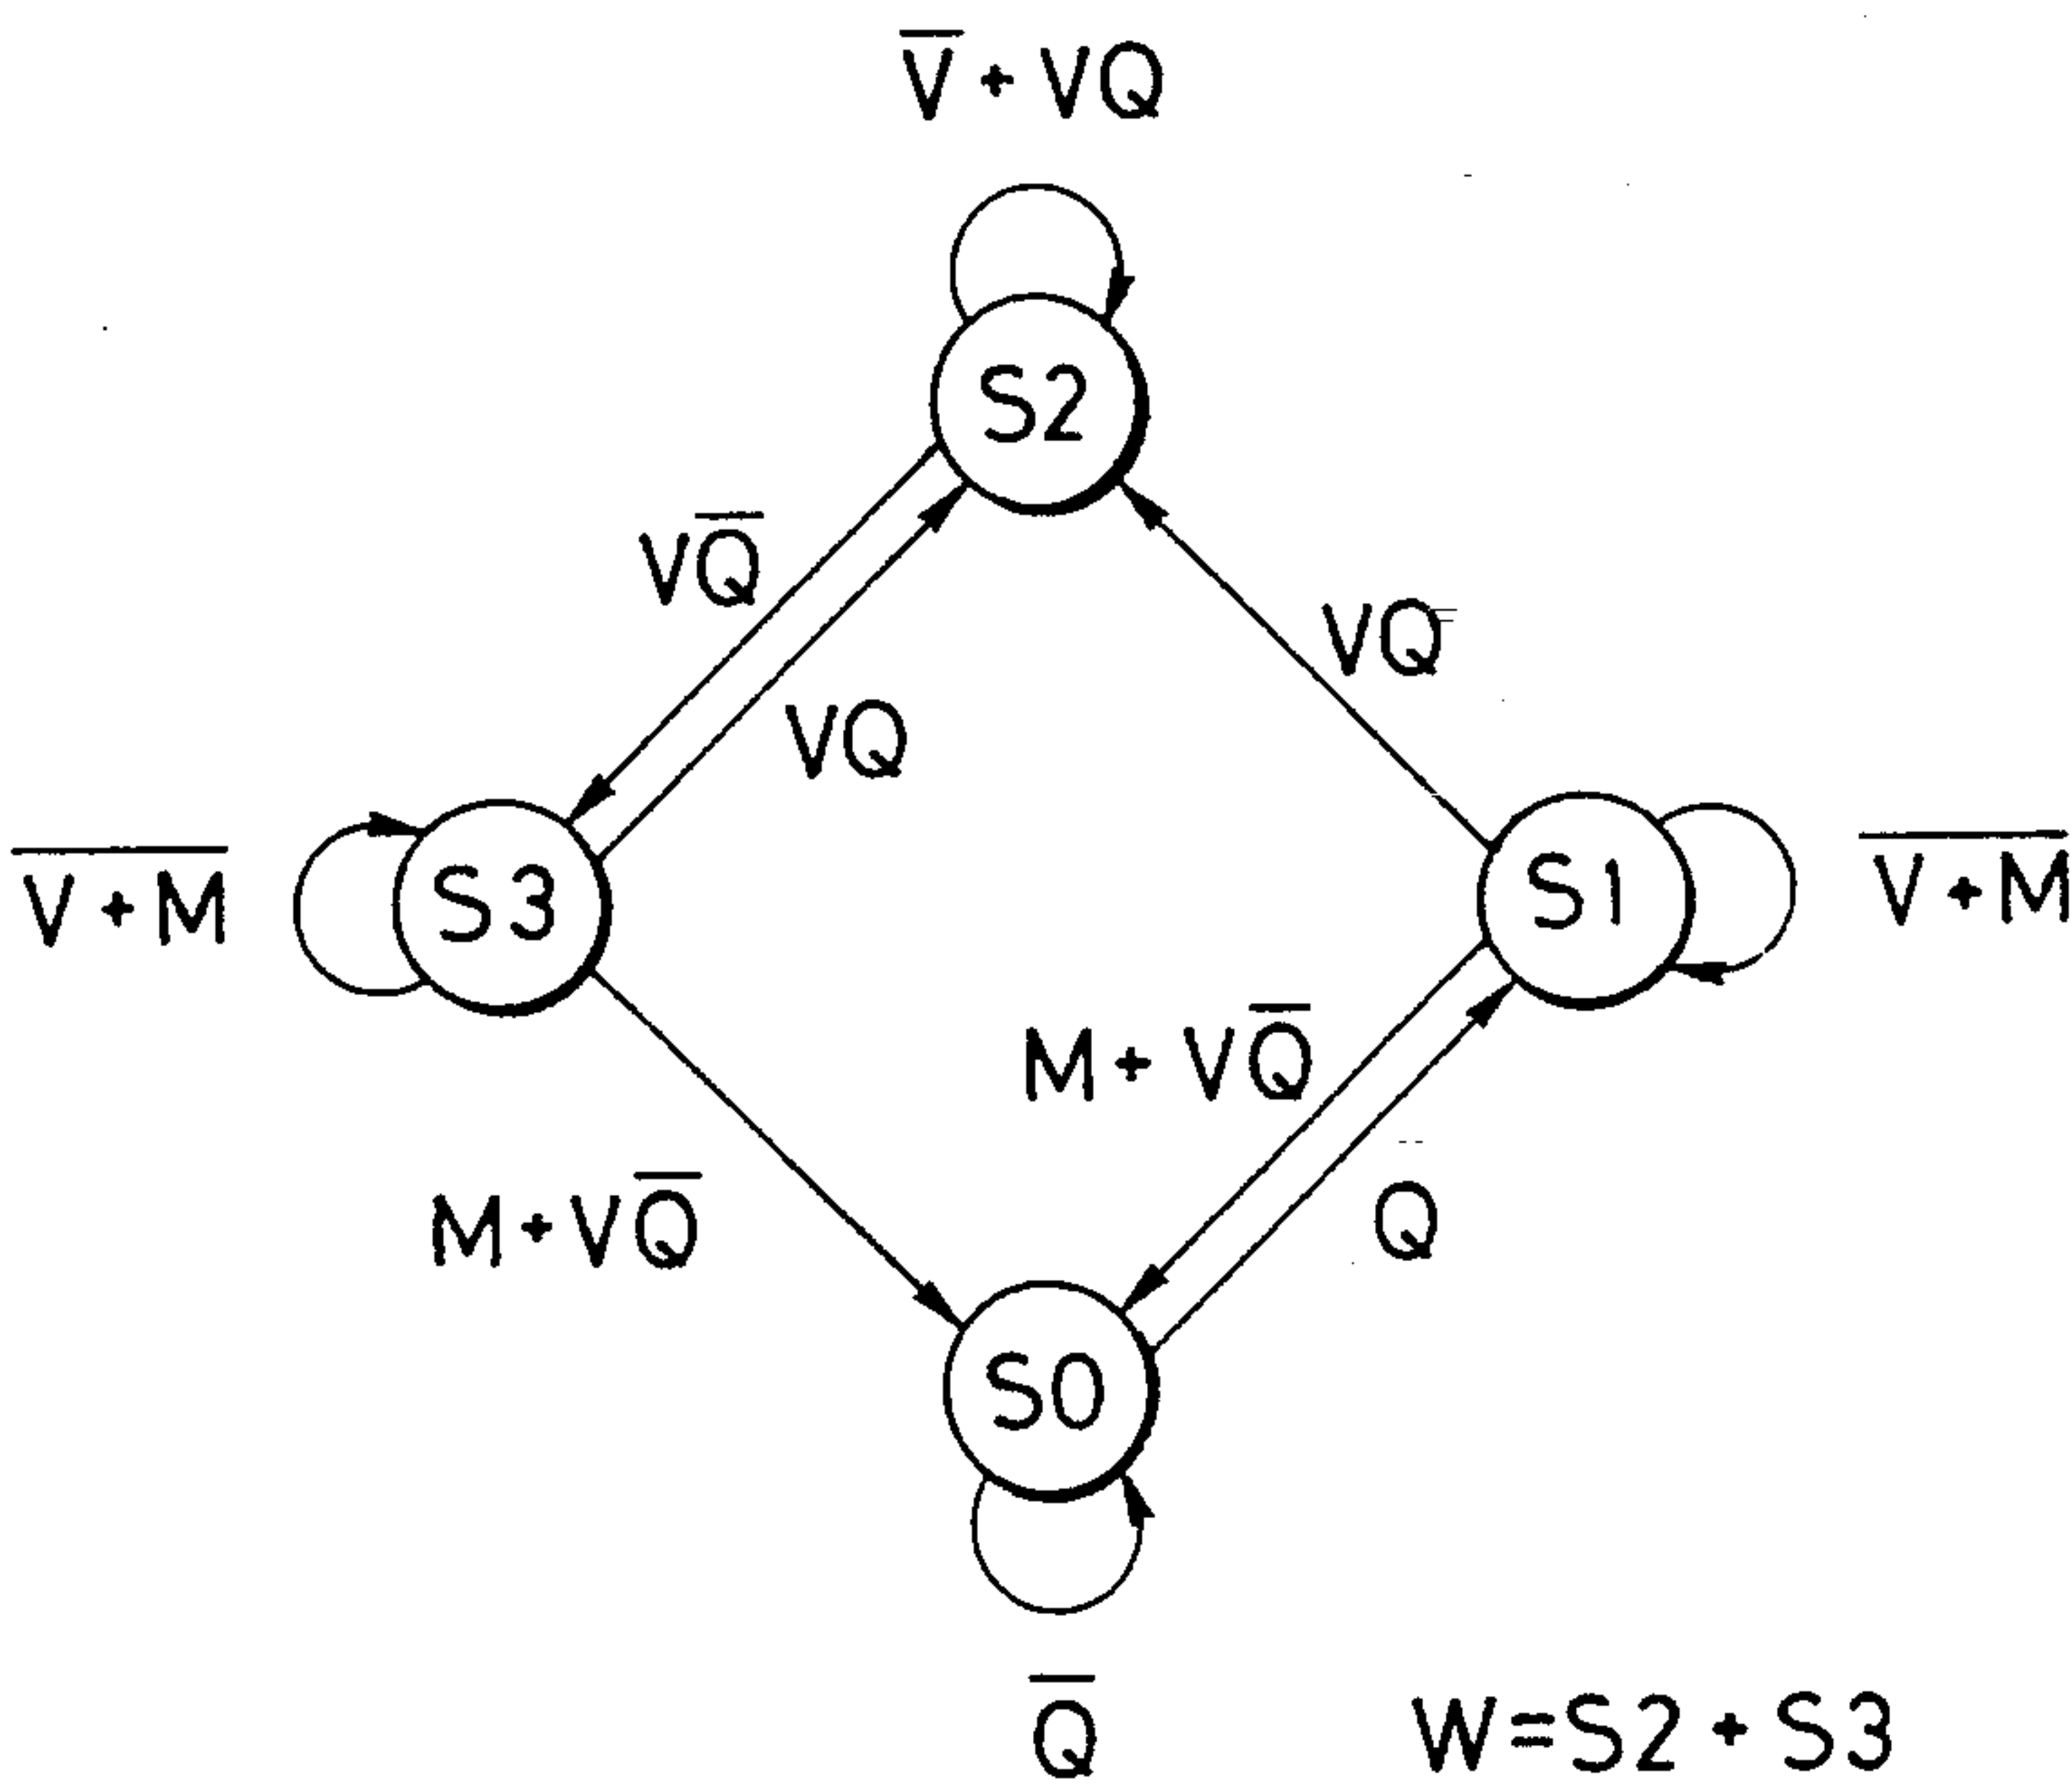 V̅ + VQ
S2
VQ̅
VQ
VQ
S3
S1
V̅ ̅+̅ ̅M̅
V̅ ̅+̅ ̅M̅
M + VQ̅
M + VQ̅
Q
S0
Q̅
W = S2 + S3